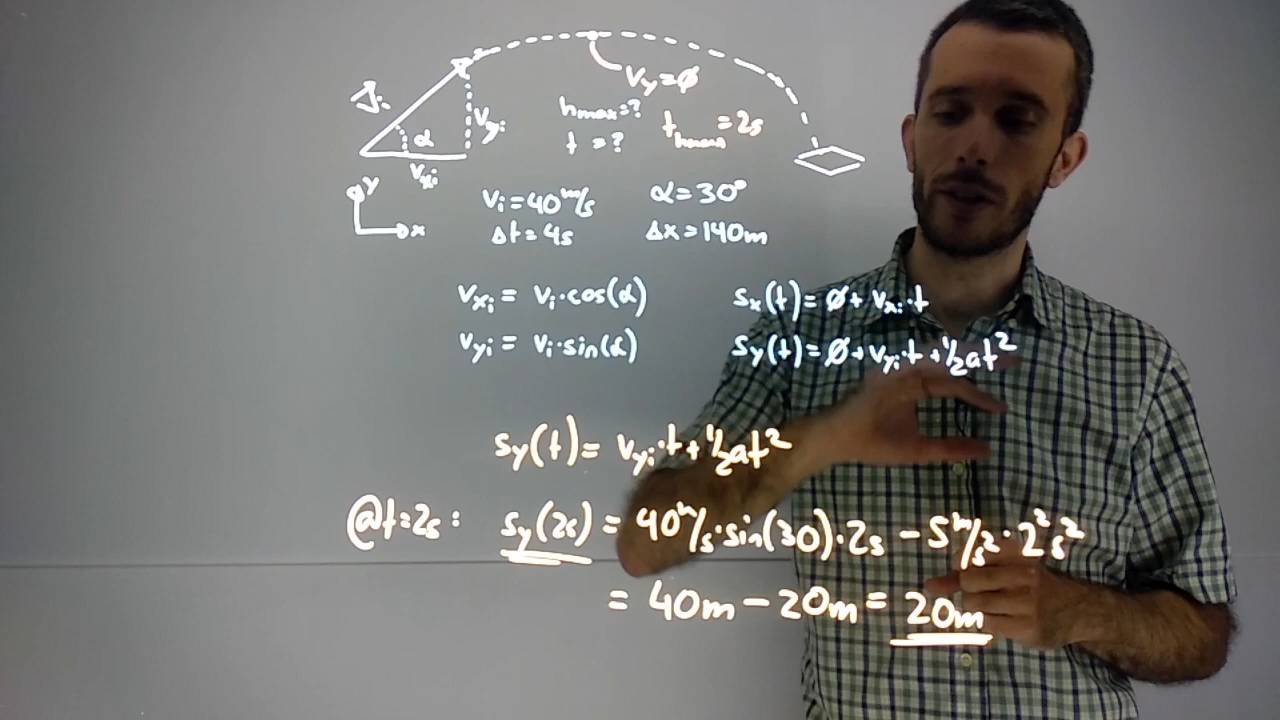 Vy=∅
hmax=?
t=?
thmax=2s
Vi
α
Vyi
Vxi
y
x
Vi=40m/s α=30°
Δt=4s Δx=140m
Vxi = Vi·cos(α) Sx(t)=∅+Vxi·t
Vyi = Vi·sin(α) Sy(t)=∅+Vyi·t+½at²
Sy(t)= Vyi·t+½at²
@t=2s: Sy(2s) = 40m/s·sin(30)·2s - 5m/s²·2²s²
= 40m - 20m = 20m